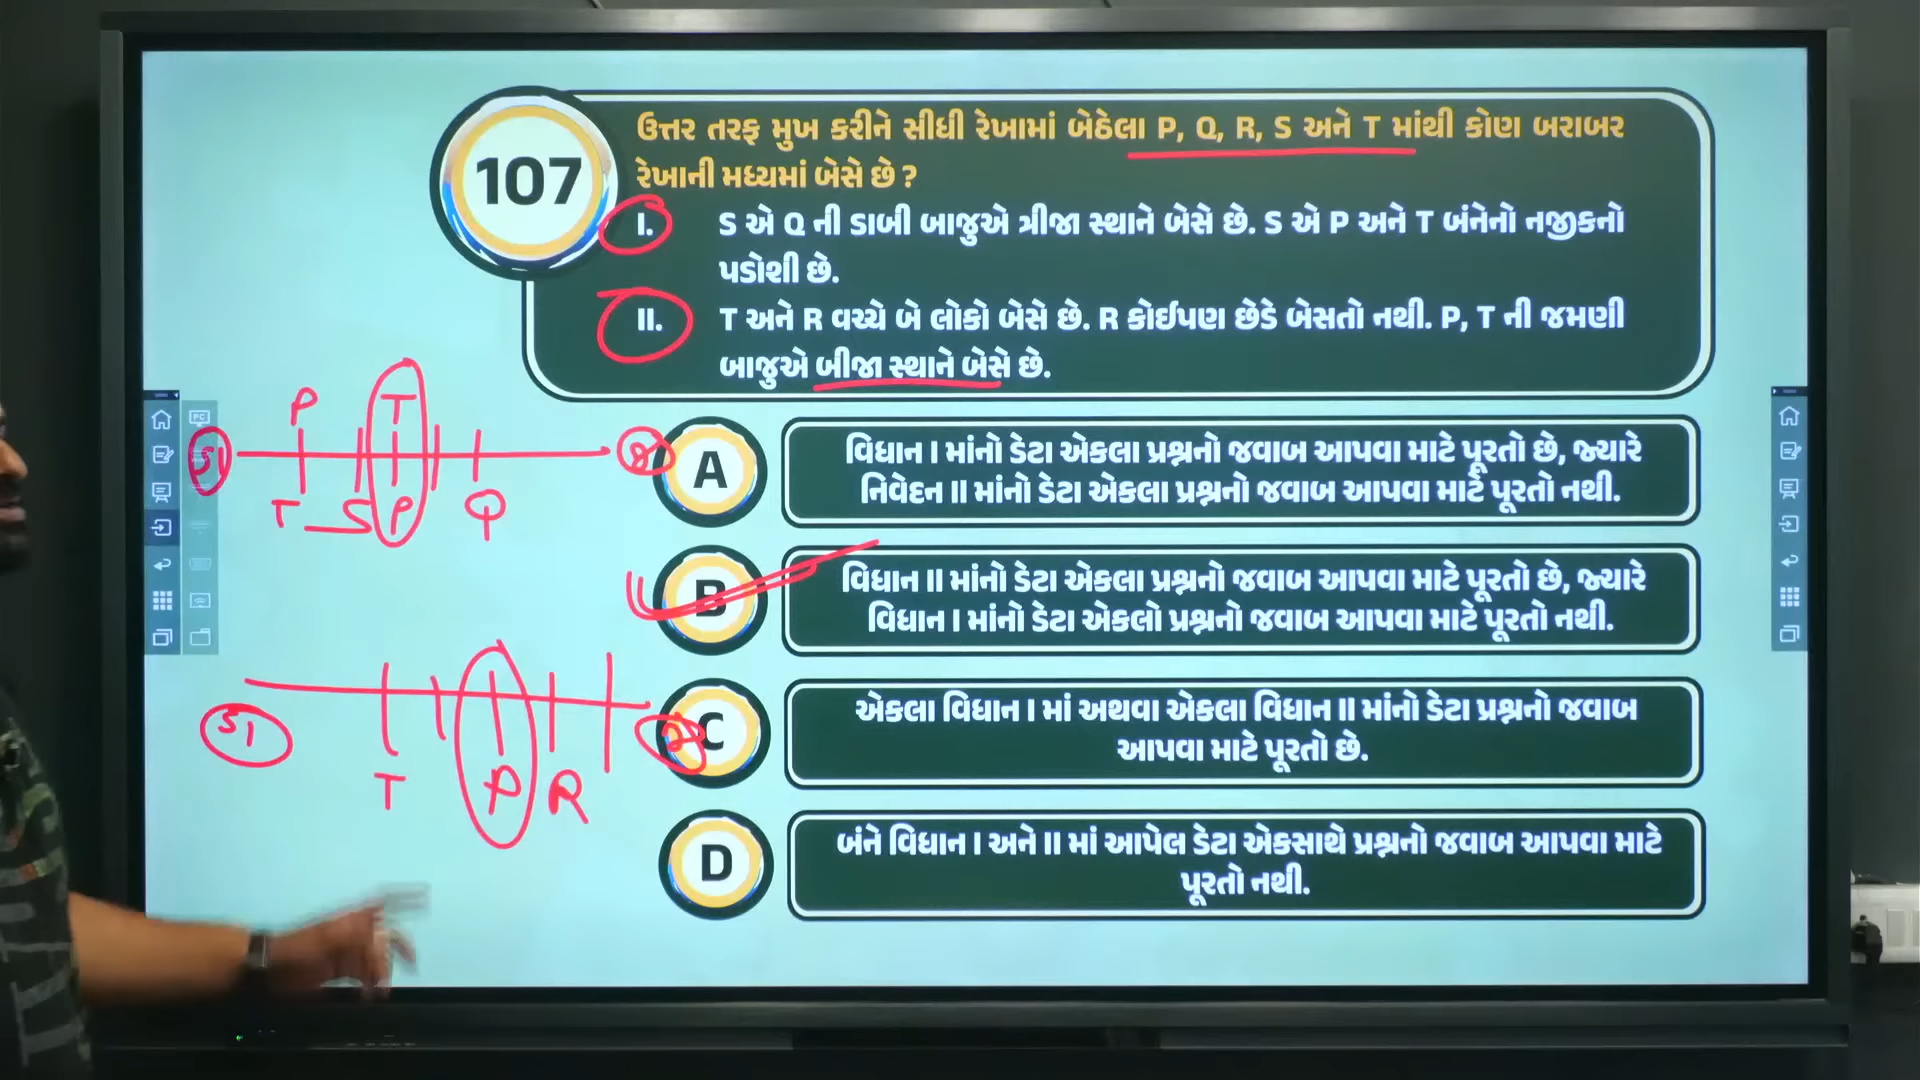 107
ઉત્તર તરફ મુખ કરીને સીધી રેખામાં બેઠેલા P, Q, R, S અને T માંથી કોણ બરાબર
રેખાની મધ્યમાં બેસે છે ?
I. S એ Q ની ડાબી બાજુએ ત્રીજા સ્થાને બેસે છે. S એ P અને T બંનેનો નજીકનો
પડોશી છે.
II. T અને R વચ્ચે બે લોકો બેસે છે. R કોઈપણ છેડે બેસતો નથી. P, T ની જમણી
બાજુએ બીજા સ્થાને બેસે છે.
P T
ડા જ
T S P Q
A વિધાન I માંનો ડેટા એકલા પ્રશ્નનો જવાબ આપવા માટે પૂરતો છે, જ્યારે
નિવેદન II માંનો ડેટા એકલા પ્રશ્નનો જવાબ આપવા માટે પૂરતો નથી.
B વિધાન II માંનો ડેટા એકલા પ્રશ્નનો જવાબ આપવા માટે પૂરતો છે, જ્યારે
વિધાન I માંનો ડેટા એકલો પ્રશ્નનો જવાબ આપવા માટે પૂરતો નથી.
ડા જ
T P R
C એકલા વિધાન I માં અથવા એકલા વિધાન II માંનો ડેટા પ્રશ્નનો જવાબ
આપવા માટે પૂરતો છે.
D બંને વિધાન I અને II માં આપેલ ડેટા એકસાથે પ્રશ્નનો જવાબ આપવા માટે
પૂરતો નથી.